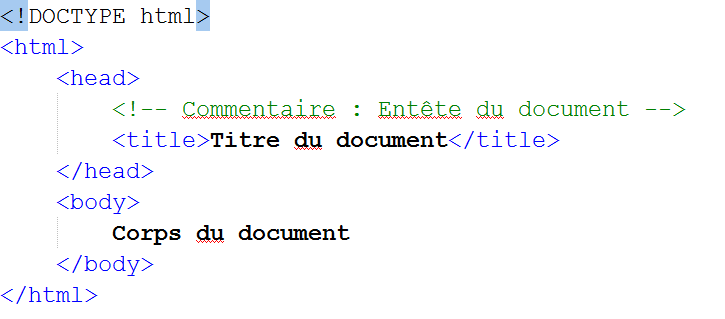 <!DOCTYPE html>
<html>
    <head>
        <!-- Commentaire : Entête du document -->
        <title>Titre du document</title>
    </head>
    <body>
        Corps du document
    </body>
</html>